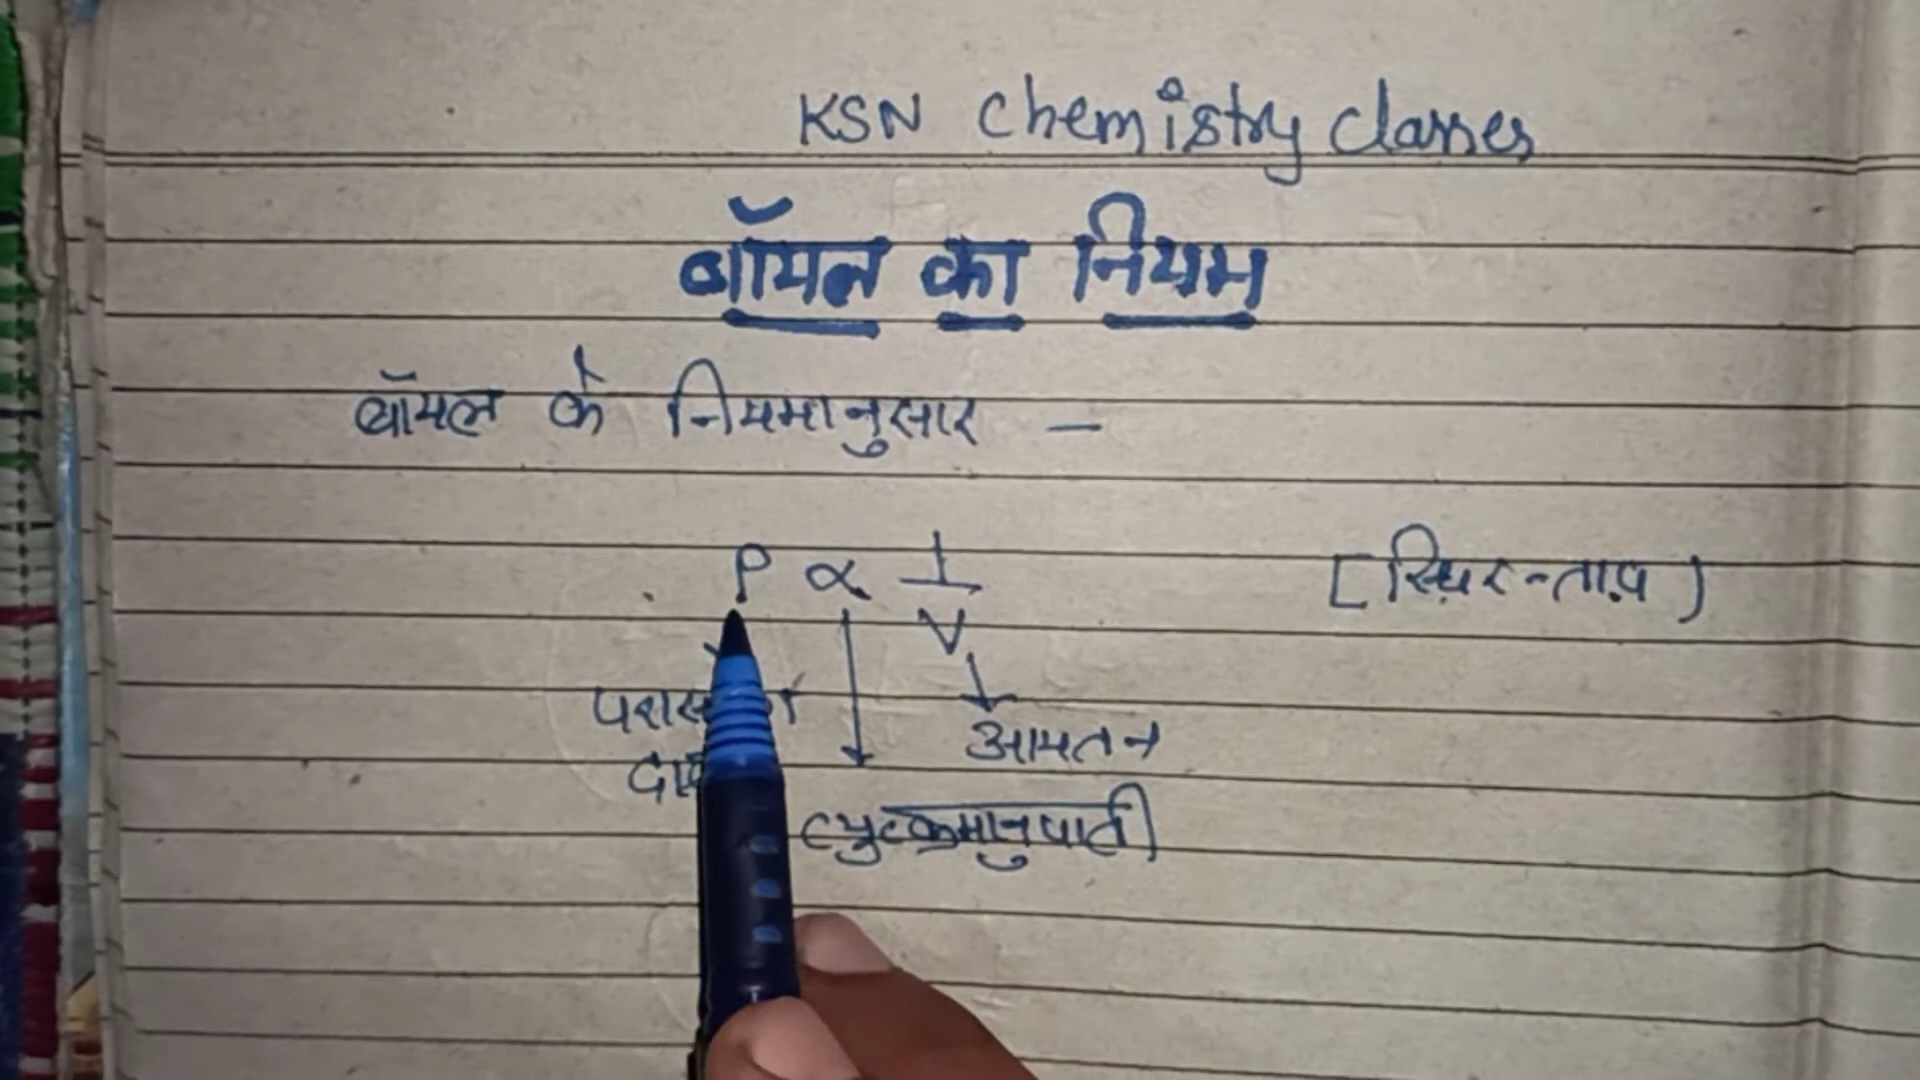 KSN Chemistry Classes
बॉयल का नियम
बॉयल के नियमानुसार –
P ∝ 1/V [स्थिर-ताप)
आयतन
व्युत्क्रमानुपाती